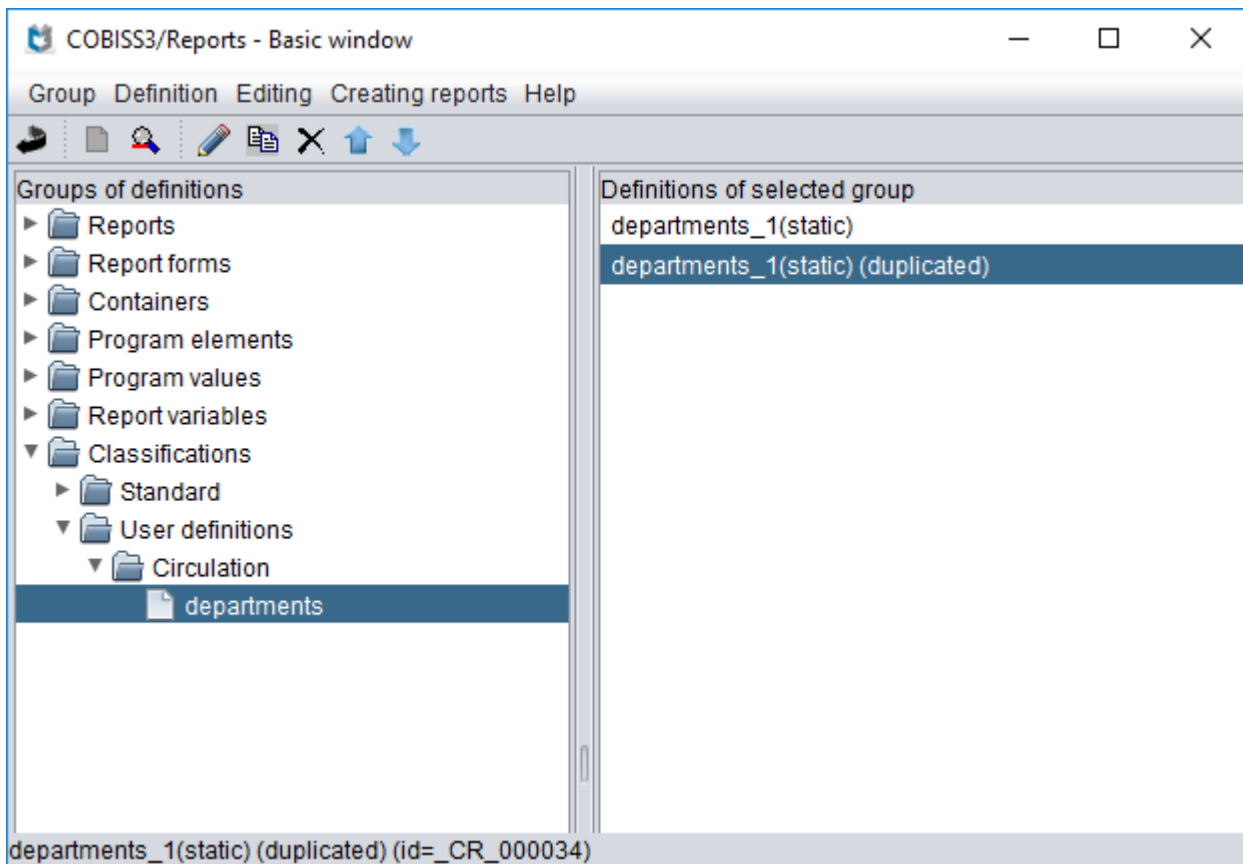 COBISS3/Reports - Basic window
Group Definition Editing Creating reports Help
Groups of definitions
Reports
Report forms
Containers
Program elements
Program values
Report variables
Classifications
Standard
User definitions
Circulation
departments
Definitions of selected group
departments_1(static)
departments_1(static) (duplicated)
departments_1(static) (duplicated) (id=_CR_000034)